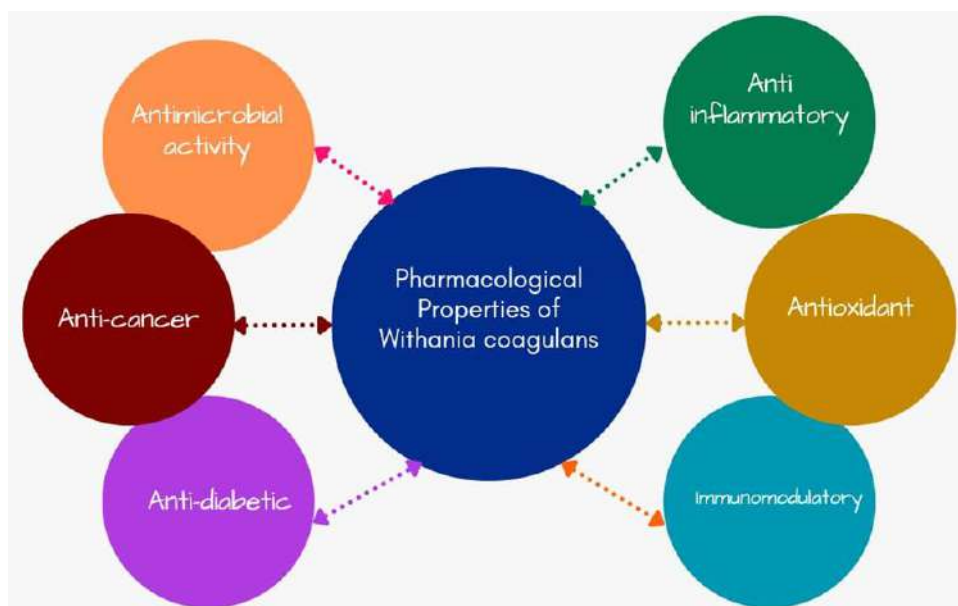 Antimicrobial
activity
Anti
inflammatory
Pharmacological
Properties of
Withania coagulans
Anti-cancer
Antioxidant
Anti-diabetic
Immunomodulatory